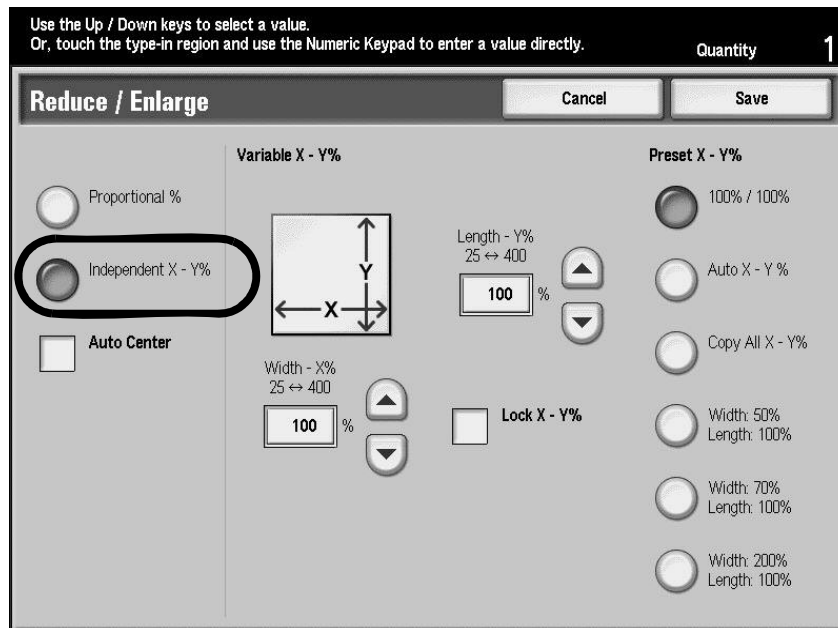 Use the Up / Down keys to select a value.
Or, touch the type-in region and use the Numeric Keypad to enter a value directly.
Quantity 1
Reduce / Enlarge
Cancel
Save
Variable X - Y%
Preset X - Y%
Proportional %
Independent X - Y%
Auto Center
Y
X
Length - Y%
25 ↔ 400
100 %
Width - X%
25 ↔ 400
100 %
Lock X - Y%
100% / 100%
Auto X - Y %
Copy All X - Y%
Width: 50%
Length: 100%
Width: 70%
Length: 100%
Width: 200%
Length: 100%